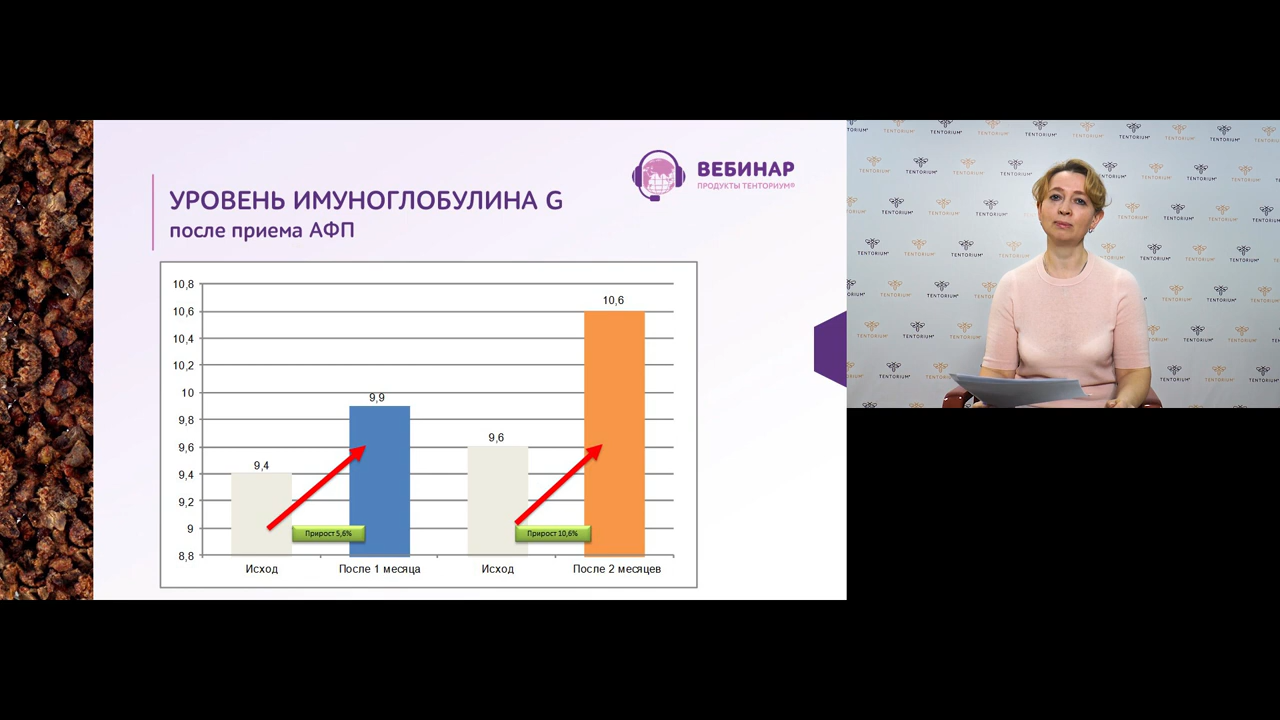 ВЕБИНАР
ПРОДУКТЫ ТЕНТОРИУМ®
УРОВЕНЬ ИМУНОГЛОБУЛИНА G
после приема АФП
10,8
10,6
10,4
10,2
10
9,8
9,6
9,4
9,2
9
8,8
9,4
9,9
9,6
10,6
Прирост 5,6%
Прирост 10,6%
Исход
После 1 месяца
Исход
После 2 месяцев
TENTORIUM®